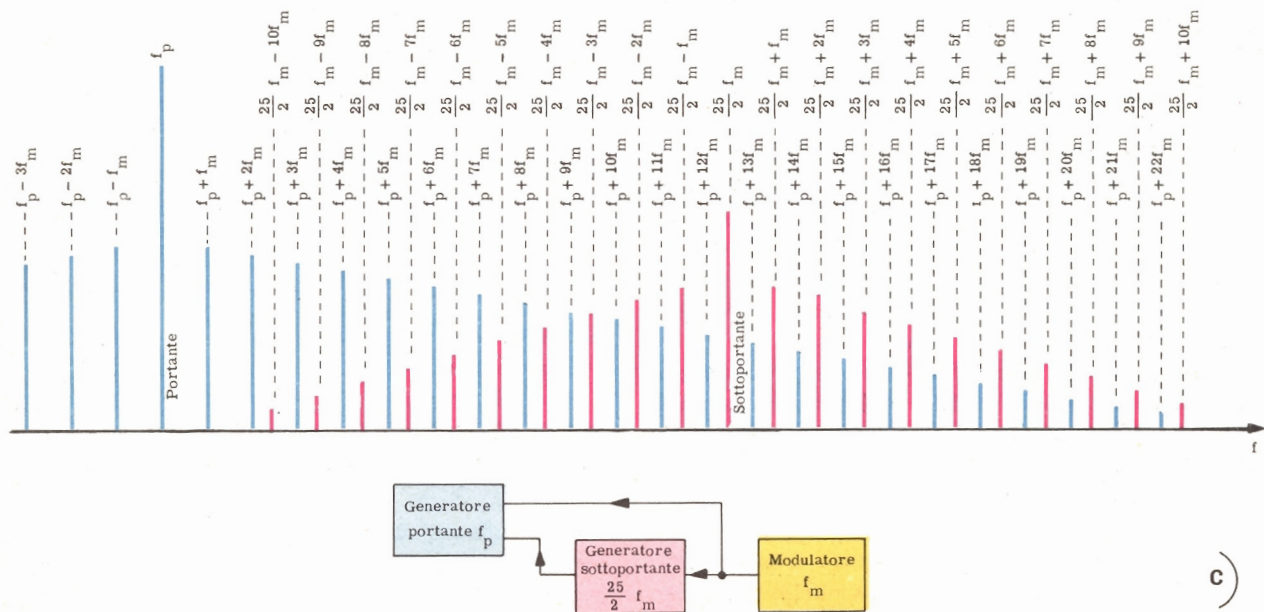 f_p
25/2 f_m − 10f_m
25/2 f_m − 9f_m
25/2 f_m − 8f_m
25/2 f_m − 7f_m
25/2 f_m − 6f_m
25/2 f_m − 5f_m
25/2 f_m − 4f_m
25/2 f_m − 3f_m
25/2 f_m − 2f_m
25/2 f_m − f_m
25/2 f_m
25/2 f_m + f_m
25/2 f_m + 2f_m
25/2 f_m + 3f_m
25/2 f_m + 4f_m
25/2 f_m + 5f_m
25/2 f_m + 6f_m
25/2 f_m + 7f_m
25/2 f_m + 8f_m
25/2 f_m + 9f_m
25/2 f_m + 10f_m
f_p − 3f_m
f_p − 2f_m
f_p − f_m
f_p + f_m
f_p + 2f_m
f_p + 3f_m
f_p + 4f_m
f_p + 5f_m
f_p + 6f_m
f_p + 7f_m
f_p + 8f_m
f_p + 9f_m
f_p + 10f_m
f_p + 11f_m
f_p + 12f_m
f_p + 13f_m
f_p + 14f_m
f_p + 15f_m
f_p + 16f_m
f_p + 17f_m
f_p + 18f_m
f_p + 19f_m
f_p + 20f_m
f_p + 21f_m
f_p + 22f_m
Portante
Sottoportante
f
Generatore
portante f_p
Generatore
sottoportante
25/2 f_m
Modulatore
f_m
C)